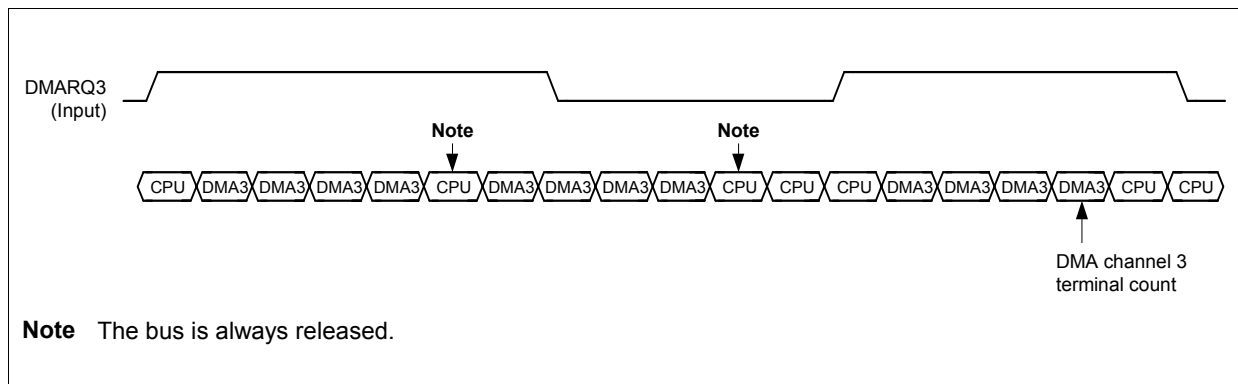 DMARQ3
(Input)
Note Note
CPU DMA3 DMA3 DMA3 DMA3 CPU DMA3 DMA3 DMA3 DMA3 CPU CPU CPU DMA3 DMA3 DMA3 DMA3 CPU CPU
DMA channel 3
terminal count
Note The bus is always released.